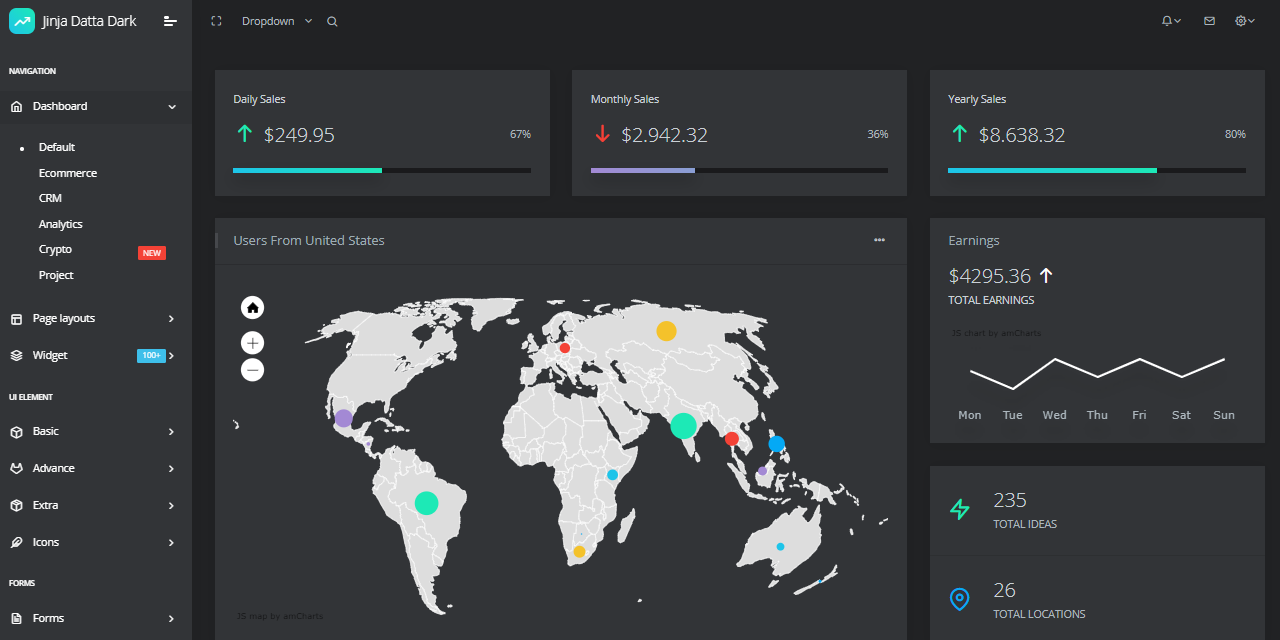 Jinja Datta Dark
Dropdown
NAVIGATION
Dashboard
Default
Ecommerce
CRM
Analytics
Crypto
NEW
Project
Page layouts
Widget
100+
UI ELEMENT
Basic
Advance
Extra
Icons
FORMS
Forms
Daily Sales
$249.95
67%
Monthly Sales
$2.942.32
36%
Yearly Sales
$8.638.32
80%
Users From United States
JS map by amCharts
Earnings
$4295.36
TOTAL EARNINGS
JS chart by amCharts
Mon Tue Wed Thu Fri Sat Sun
235
TOTAL IDEAS
26
TOTAL LOCATIONS